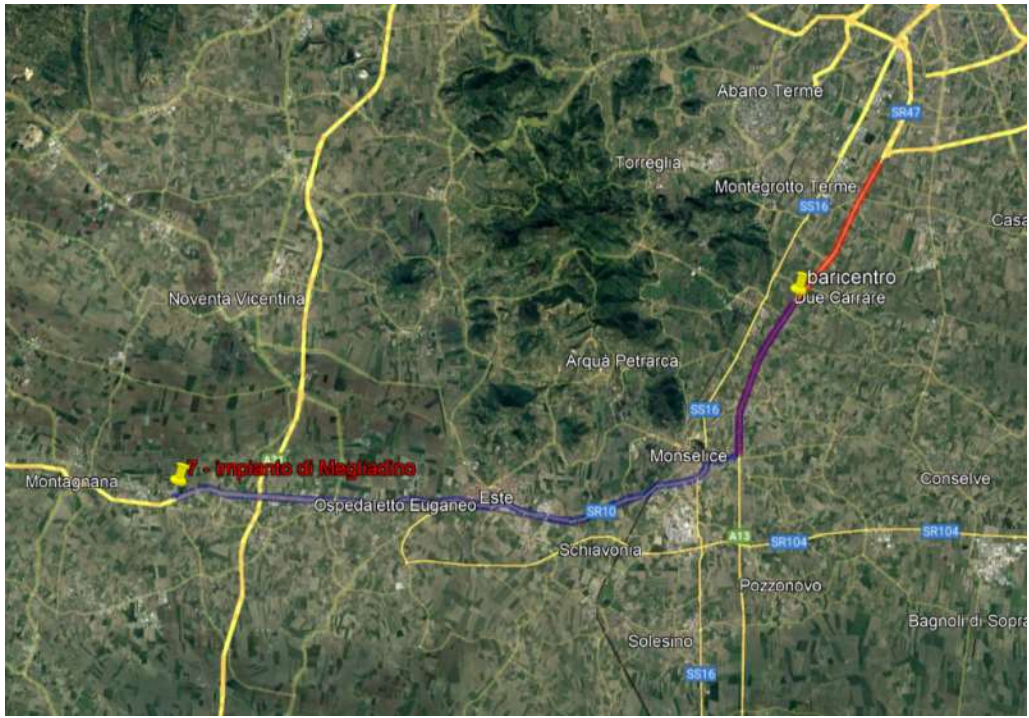 Abano Terme
SR47
Torreglia
Montegrotto Terme
SS16
Casa
baricentro
Due Carrare
Noventa Vicentina
Arquà Petrarca
SS16
Monselice
7 - impianto di Megliadino
Montagnana
Conselve
Ospedaletto Euganeo
Este
SR10
A13
SR104
SR104
Schiavonia
Pozzonovo
Bagnoli di Sopra
Solesino
SS16